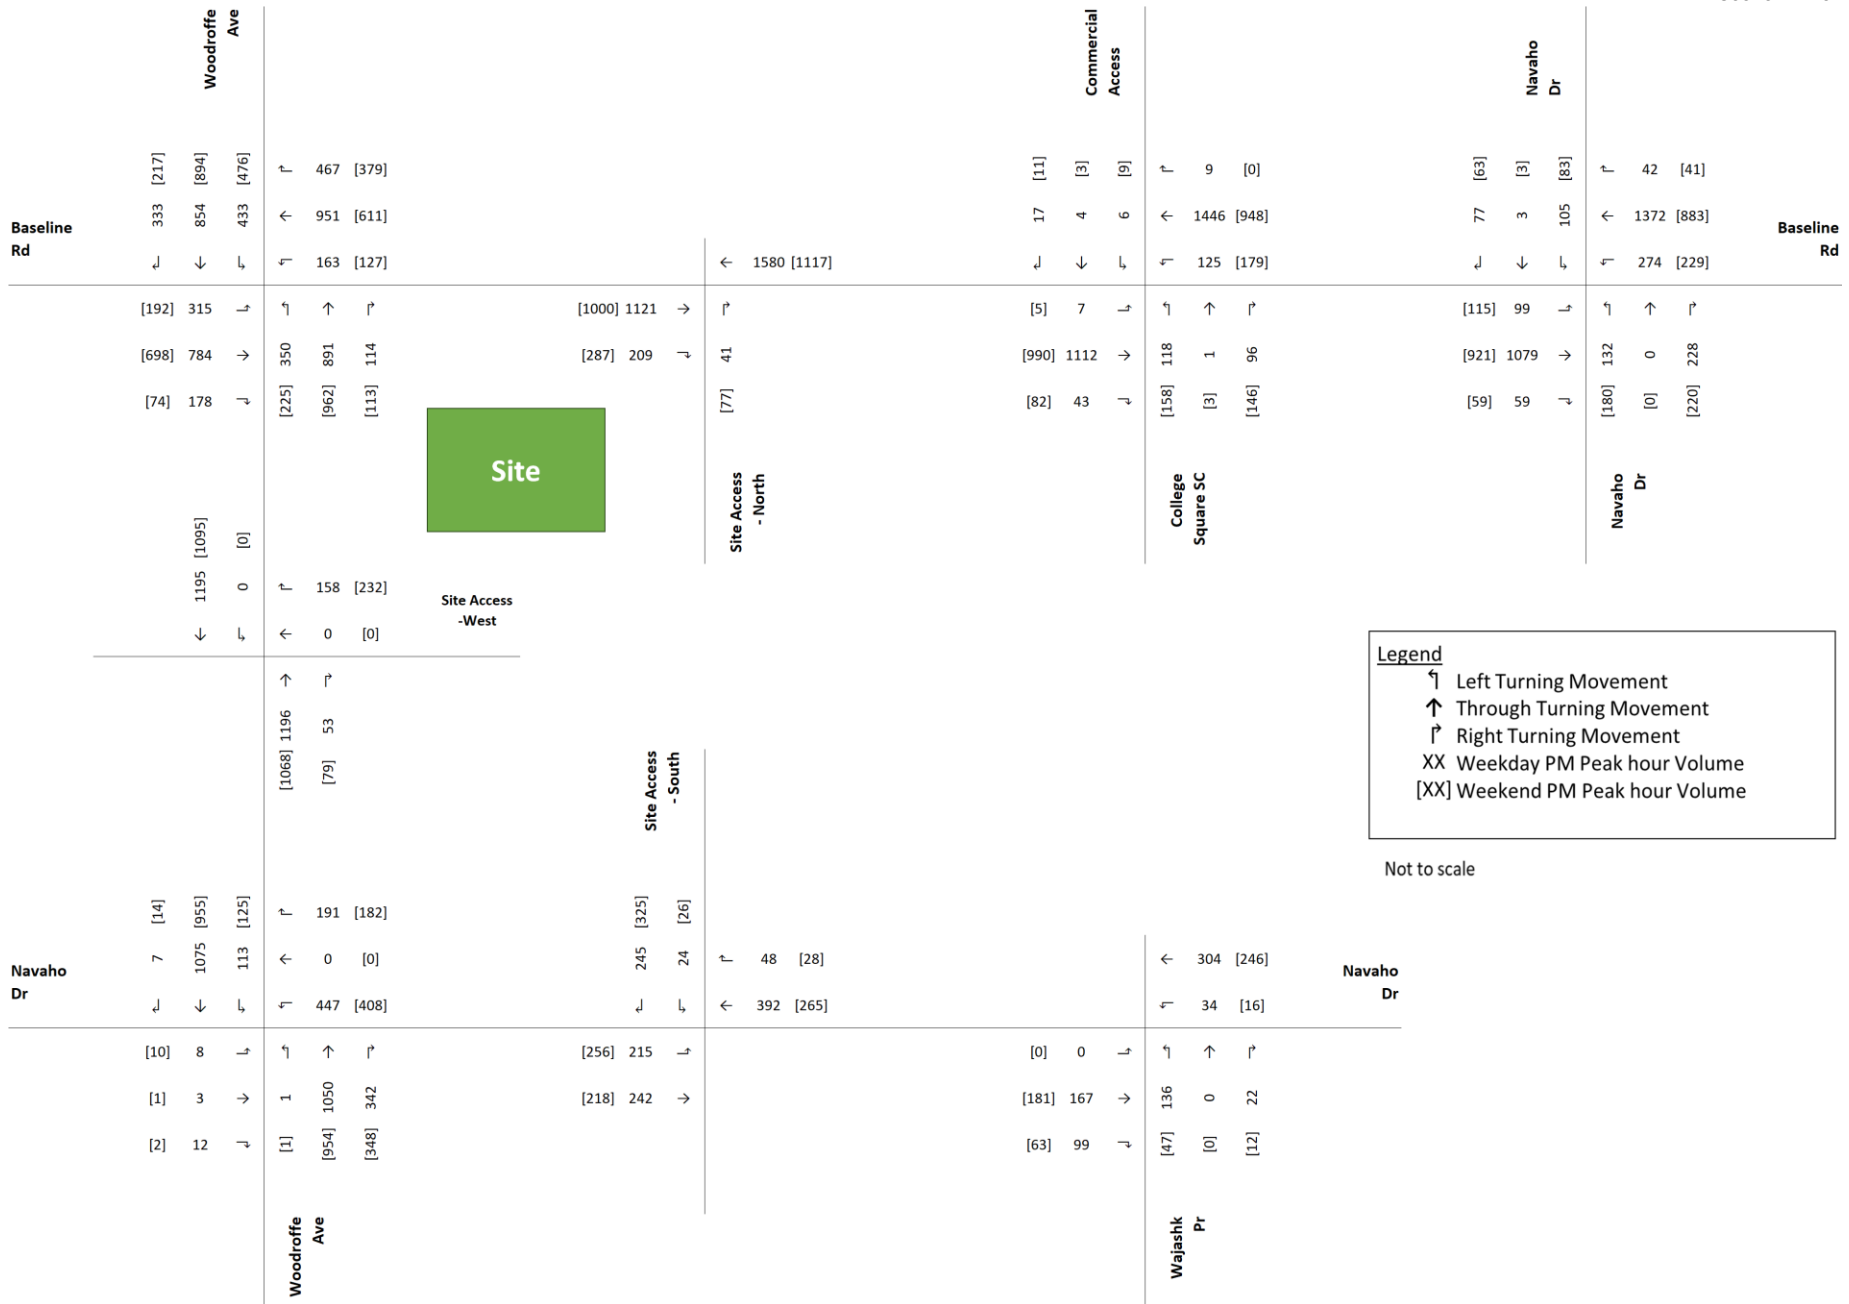 Woodroffe
Ave
Commercial
Access
Navaho
Dr
[217] [894] [476] 467 [379]
[11] [3] [9] 9 [0]
[63] [3] [83] 42 [41]
333 854 433 951 [611]
17 4 6 1446 [948]
77 3 105 1372 [883]
Baseline
Rd
Baseline
Rd
163 [127]
1580 [1117]
125 [179]
274 [229]
[192] 315
[1000] 1121
[5] 7
[115] 99
[698] 784 350 891 114
[287] 209 41
[990] 1112 118 1 96
[921] 1079 132 0 228
[74] 178 [225] [962] [113]
[77]
[82] 43 [158] [3] [146]
[59] 59 [180] [0] [220]
Site
Site Access
- North
College
Square SC
Navaho
Dr
[1095] [0]
1195 0 158 [232]
0 [0]
Site Access
-West
1196 53
[1068] [79]
Legend
Left Turning Movement
Through Turning Movement
Right Turning Movement
XX Weekday PM Peak hour Volume
[XX] Weekend PM Peak hour Volume
Not to scale
Site Access
- South
[14] [955] [125] 191 [182]
[325] [26]
7 1075 113 0 [0]
245 24 48 [28]
304 [246]
Navaho
Dr
Navaho
Dr
447 [408]
392 [265]
34 [16]
[10] 8
[256] 215
[0] 0
[1] 3 1 1050 342
[218] 242
[181] 167 136 0 22
[2] 12 [1] [954] [348]
[63] 99 [47] [0] [12]
Woodroffe
Ave
Wajashk
Pr